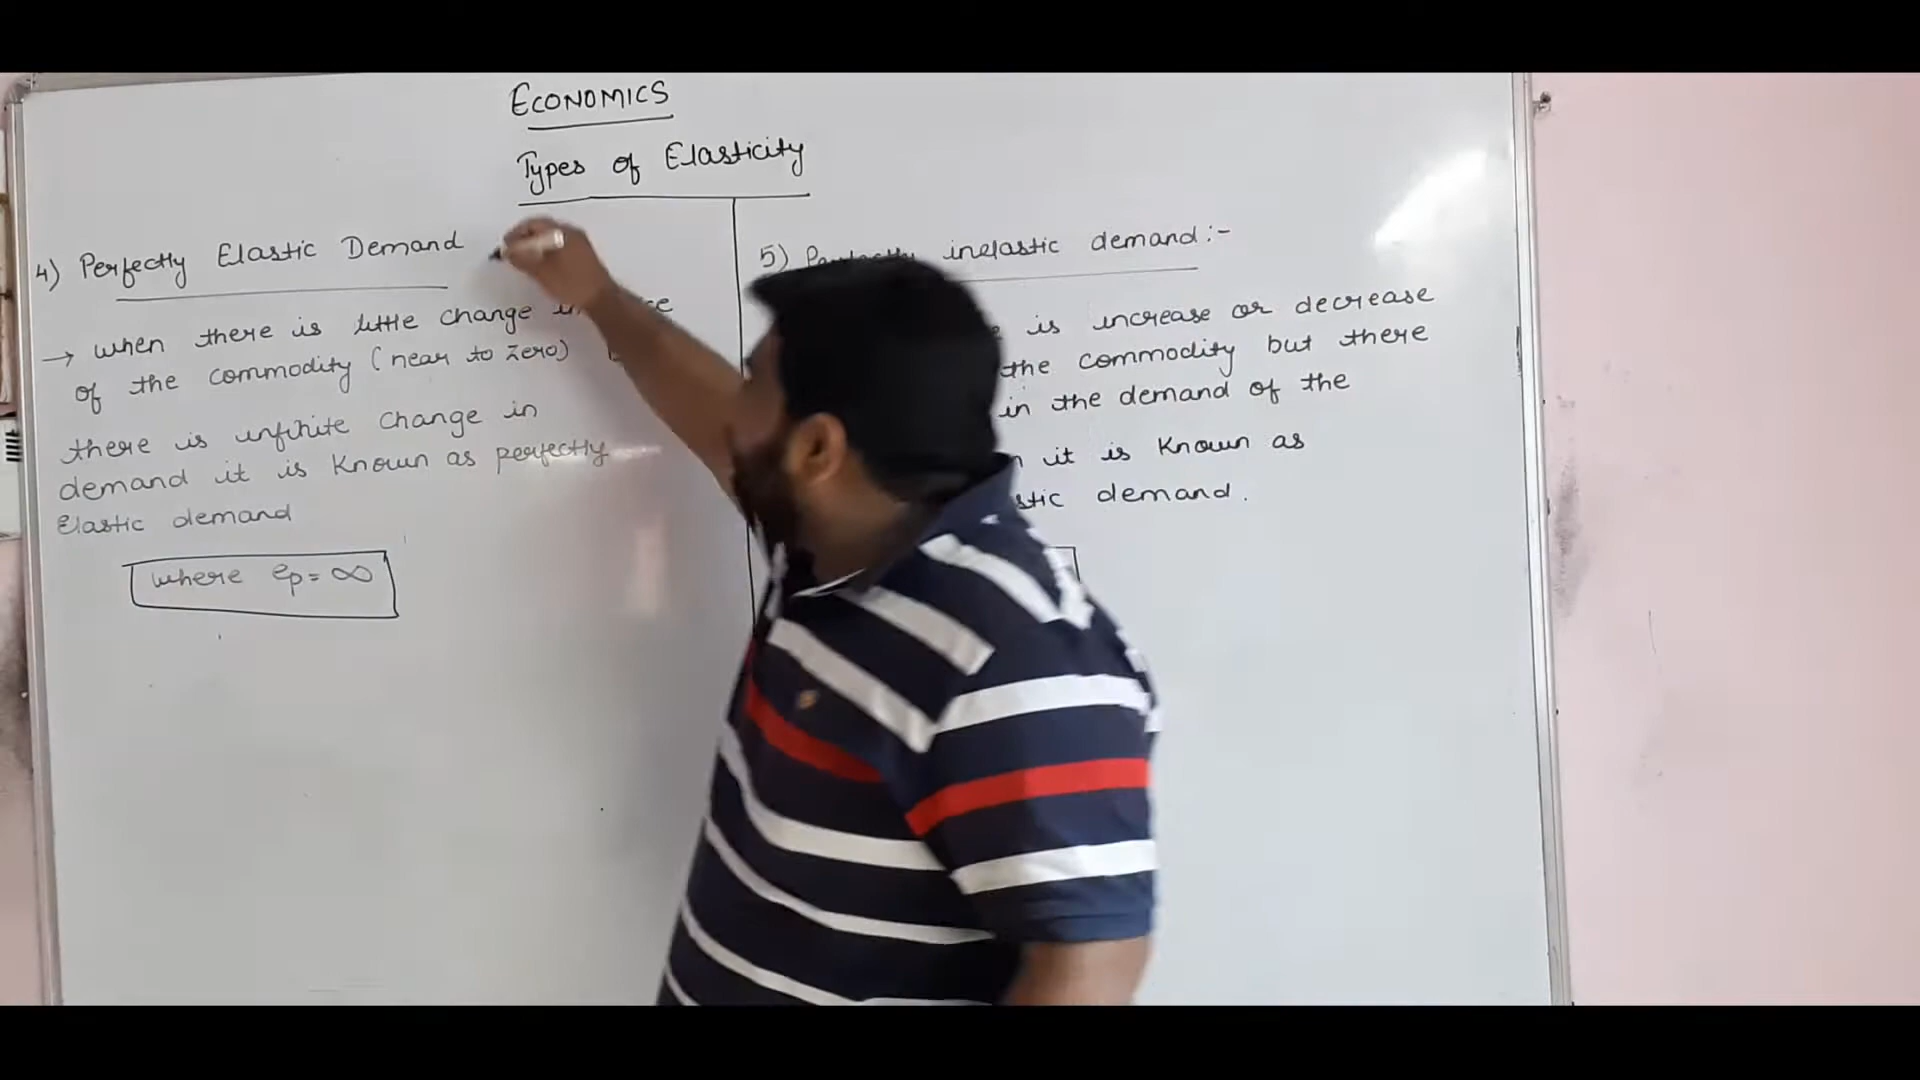 ECONOMICS
Types of Elasticity
4) Perfectly Elastic Demand
→ when there is little change in
of the commodity (near to zero)
there is infinite change in
demand it is known as perfectly
Elastic demand
where ep = ∞
5) Perfectly inelastic demand :-
is increase or decrease
the commodity but there
in the demand of the
it is known as
demand.